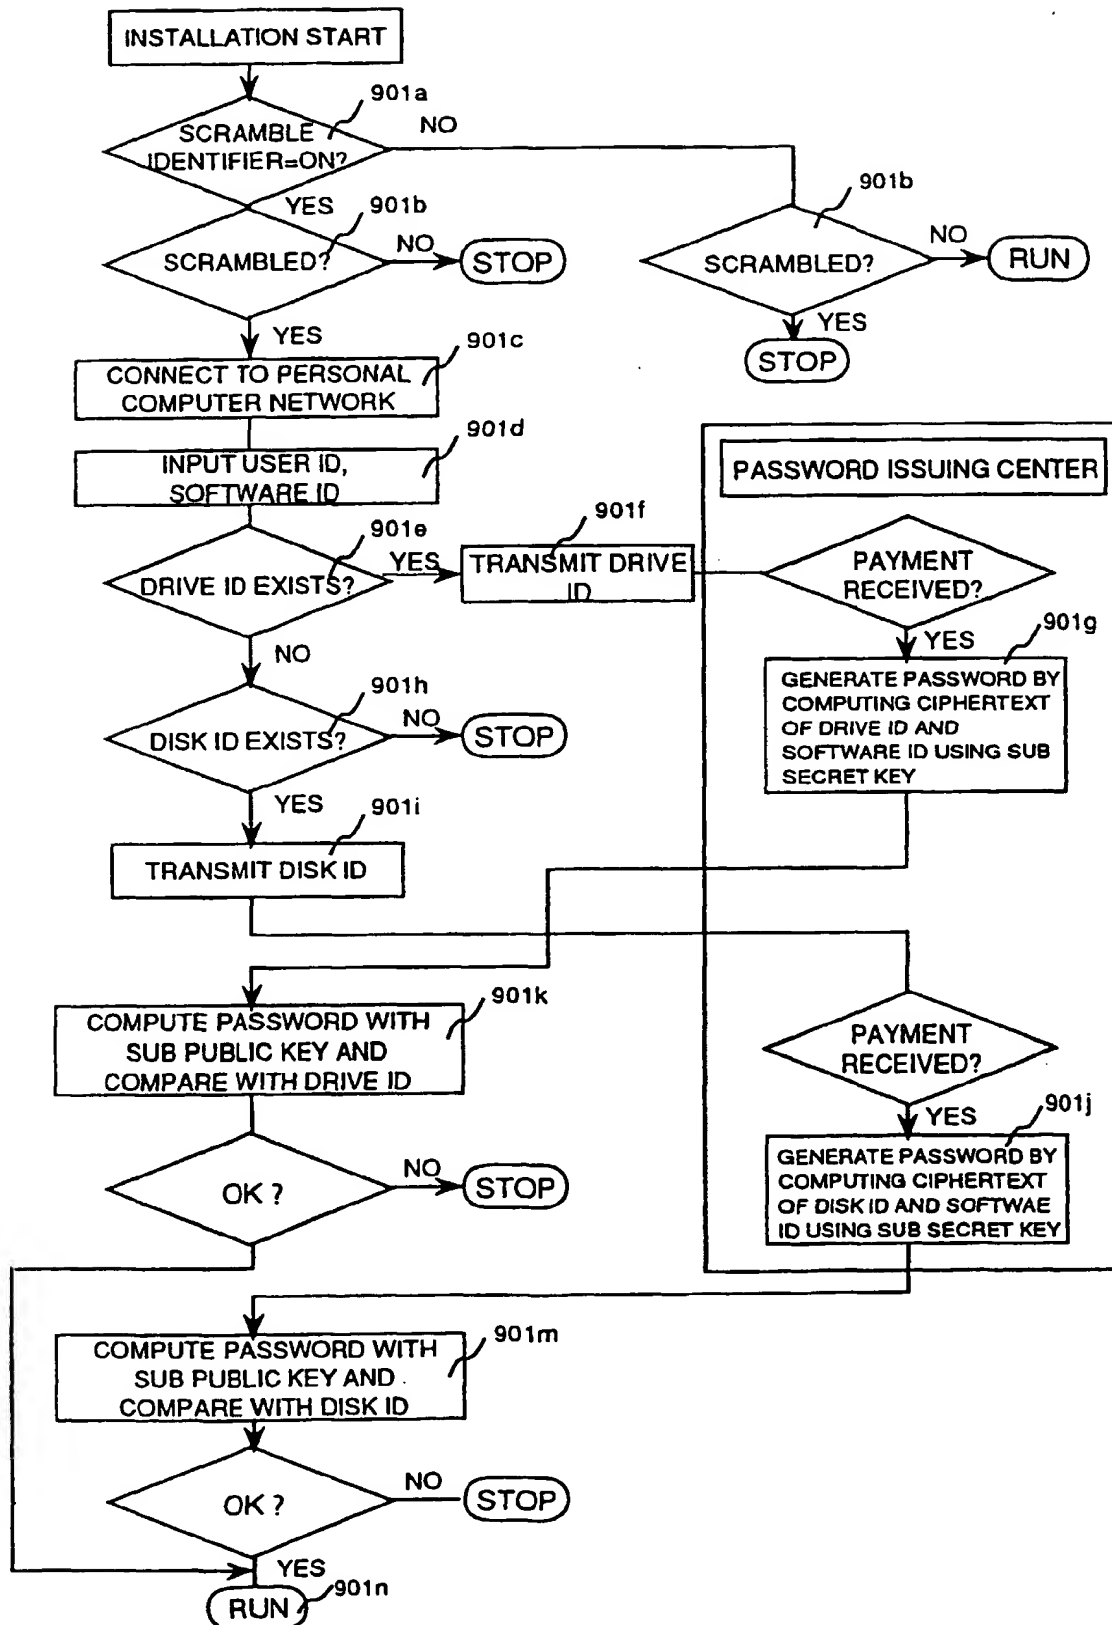 INSTALLATION START
901a
SCRAMBLE
IDENTIFIER=ON?
NO
YES
901b
SCRAMBLED?
NO
STOP
901b
SCRAMBLED?
NO
RUN
YES
STOP
YES
901c
CONNECT TO PERSONAL
COMPUTER NETWORK
901d
INPUT USER ID,
SOFTWARE ID
PASSWORD ISSUING CENTER
901e
DRIVE ID EXISTS?
YES
901f
TRANSMIT DRIVE
ID
PAYMENT
RECEIVED?
YES
901g
GENERATE PASSWORD BY
COMPUTING CIPHERTEXT
OF DRIVE ID AND
SOFTWARE ID USING SUB
SECRET KEY
NO
901h
DISK ID EXISTS?
NO
STOP
YES
901i
TRANSMIT DISK ID
901k
COMPUTE PASSWORD WITH
SUB PUBLIC KEY AND
COMPARE WITH DRIVE ID
PAYMENT
RECEIVED?
YES
901j
GENERATE PASSWORD BY
COMPUTING CIPHERTEXT
OF DISK ID AND SOFTWAE
ID USING SUB SECRET KEY
OK ?
NO
STOP
901m
COMPUTE PASSWORD WITH
SUB PUBLIC KEY AND
COMPARE WITH DISK ID
OK ?
NO
STOP
YES
RUN
901n